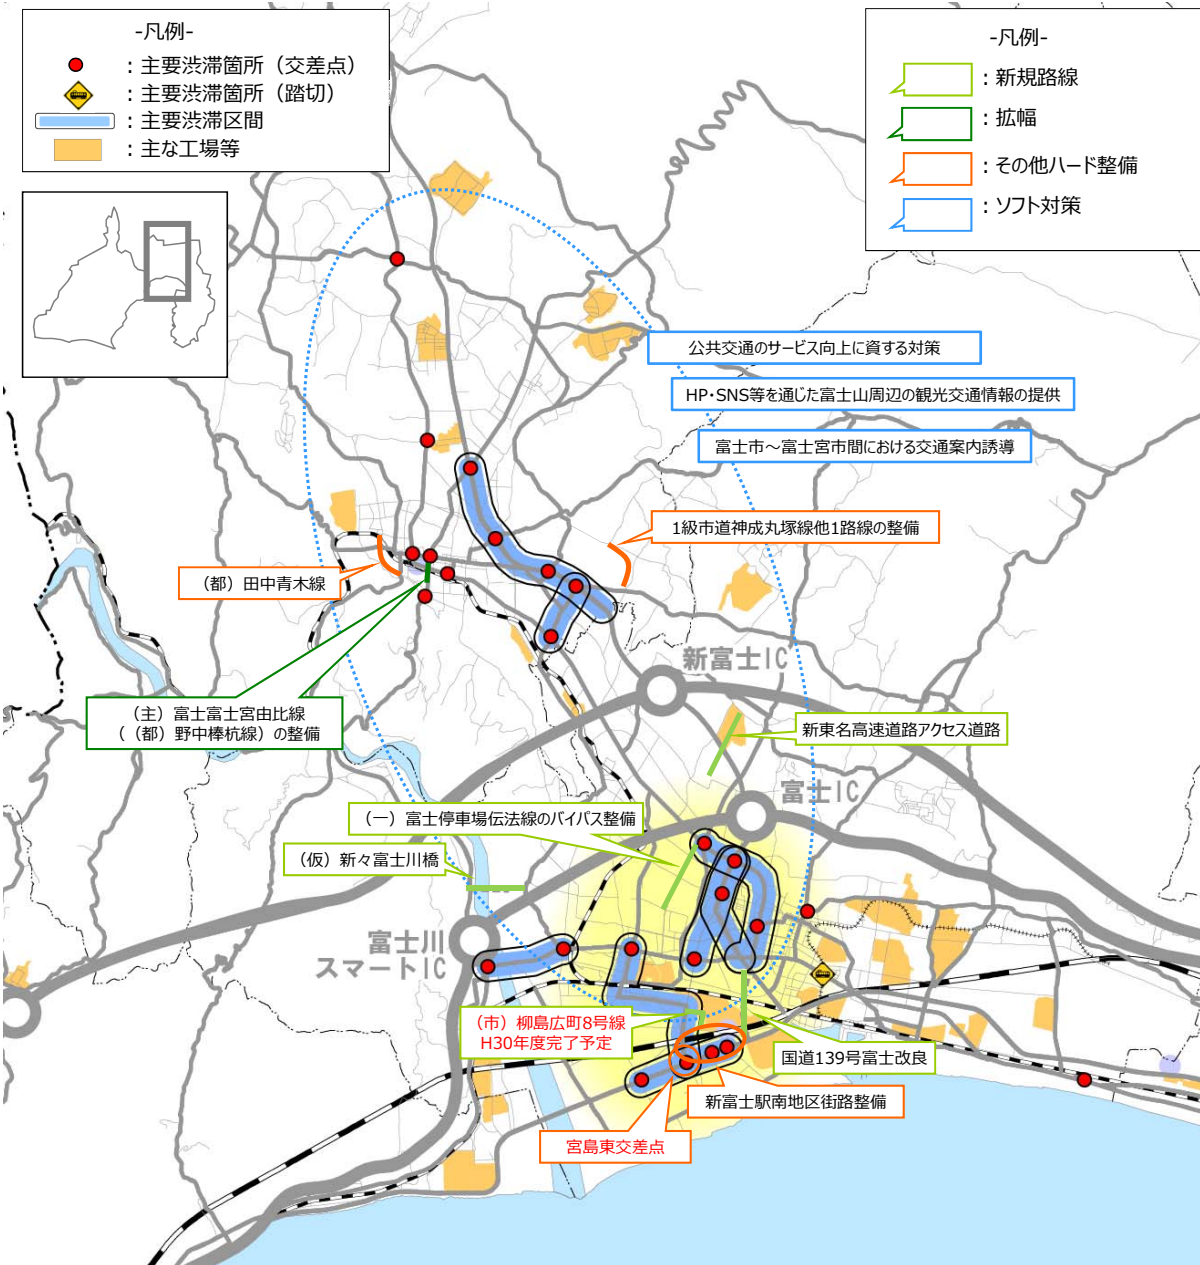 -凡例-
：主要渋滞箇所（交差点）
：主要渋滞箇所（踏切）
：主要渋滞区間
：主な工場等
-凡例-
：新規路線
：拡幅
：その他ハード整備
：ソフト対策
公共交通のサービス向上に資する対策
HP・SNS等を通じた富士山周辺の観光交通情報の提供
富士市～富士宮市間における交通案内誘導
1級市道神成丸塚線他1路線の整備
（都）田中青木線
新富士IC
（主）富士富士宮由比線
（（都）野中棒杭線）の整備
新東名高速道路アクセス道路
富士IC
（一）富士停車場伝法線のバイパス整備
（仮）新々富士川橋
富士川
スマートIC
（市）柳島広町8号線
H30年度完了予定
国道139号富士改良
新富士駅南地区街路整備
宮島東交差点